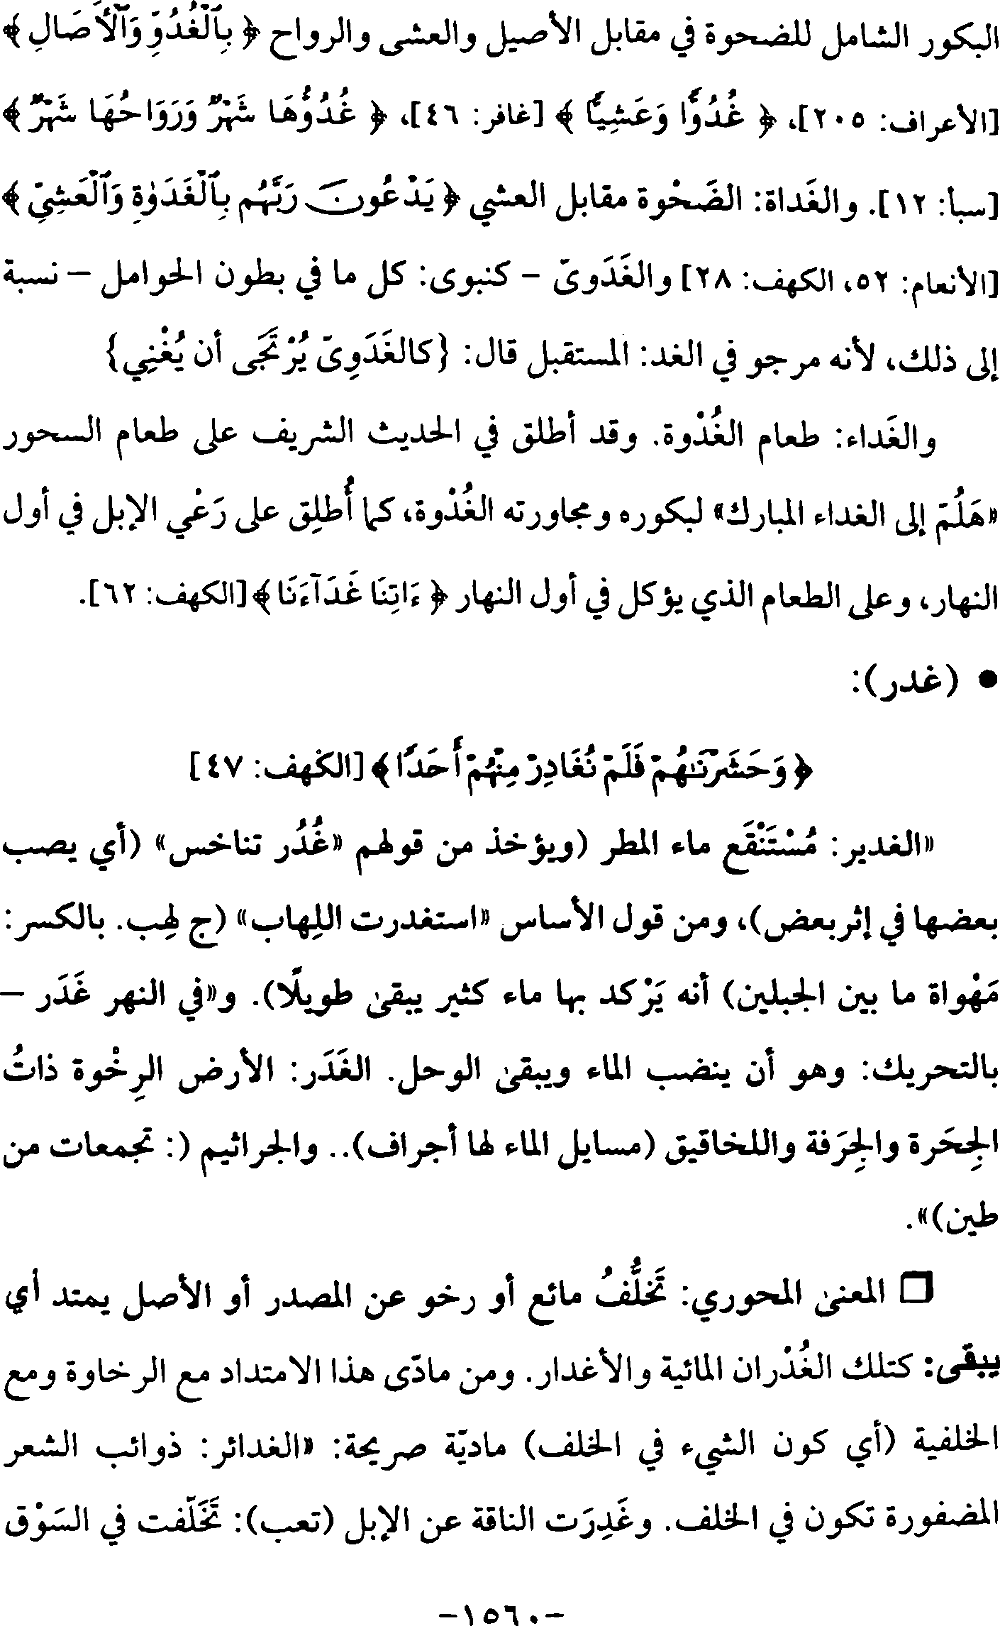 البكور الشامل للضحوة في مقابل الأصيل والعشى والرواح ﴿ بِٱلْغُدُوِّ وَٱلْأَصَالِ ﴾
[الأعراف: ٢٠٥]، ﴿ غُدُوًّا وَعَشِيًّا ﴾ [غافر: ٤٦]، ﴿ غُدُوُّهَا شَهْرٌ وَرَوَاحُهَا شَهْرٌ ﴾
[سبأ: ١٢]. والغَداة: الضَحْوة مقابل العشي ﴿ يَدْعُونَ رَبَّهُم بِٱلْغَدَوٰةِ وَٱلْعَشِيِّ ﴾
[الأنعام: ٥٢، الكهف: ٢٨] والغَدَوىّ – كنبوى: كل ما في بطون الحوامل – نسبة
إلى ذلك، لأنه مرجو في الغد: المستقبل قال: {كالغَدَوِىّ يُرْتَجَى أن يُغْنِي}
والغَداء: طعام الغُدْوة. وقد أطلق في الحديث الشريف على طعام السحور
«هَلُمّ إلى الغداء المبارك» لبكوره ومجاورته الغُدْوة، كما أُطلِق على رَعْي الإبل في أول
النهار، وعلى الطعام الذي يؤكل في أول النهار ﴿ ءَاتِنَا غَدَآءَنَا ﴾[الكهف: ٦٢].
• (غدر):
﴿ وَحَشَرْنَـٰهُمْ فَلَمْ نُغَادِرْ مِنْهُمْ أَحَدًا ﴾[الكهف: ٤٧]
«الغدير: مُسْتَنْقَع ماء المطر (ويؤخذ من قولهم «غُدُر تناخس» (أي يصب
بعضها في إثربعض)، ومن قول الأساس «استغدرت اللِهاب» (ج لِهب. بالكسر:
مَهْواة ما بين الجبلين) أنه يَرْكد بها ماء كثير يبقىٰ طويلًا). و«في النهر غَدَر –
بالتحريك: وهو أن ينضب الماء ويبقىٰ الوحل. الغَدَر: الأرض الرِخْوة ذاتُ
الجِحَرة والجِرَفة واللخاقيق (مسايل الماء لها أجراف).. والجراثيم (: تجمعات من
طين)».
❒ المعنىٰ المحوري: تَخلُّفُ مائع أو رخو عن المصدر أو الأصل يمتد أي
يبقى: كتلك الغُدْران المائية والأغدار. ومن مادّى هذا الامتداد مع الرخاوة ومع
الخلفية (أي كون الشيء في الخلف) ماديّة صريحة: «الغدائر: ذوائب الشعر
المضفورة تكون في الخلف. وغَدِرَت الناقة عن الإبل (تعب): تَخَلّفت في السَوْق
-١٥٦٠-